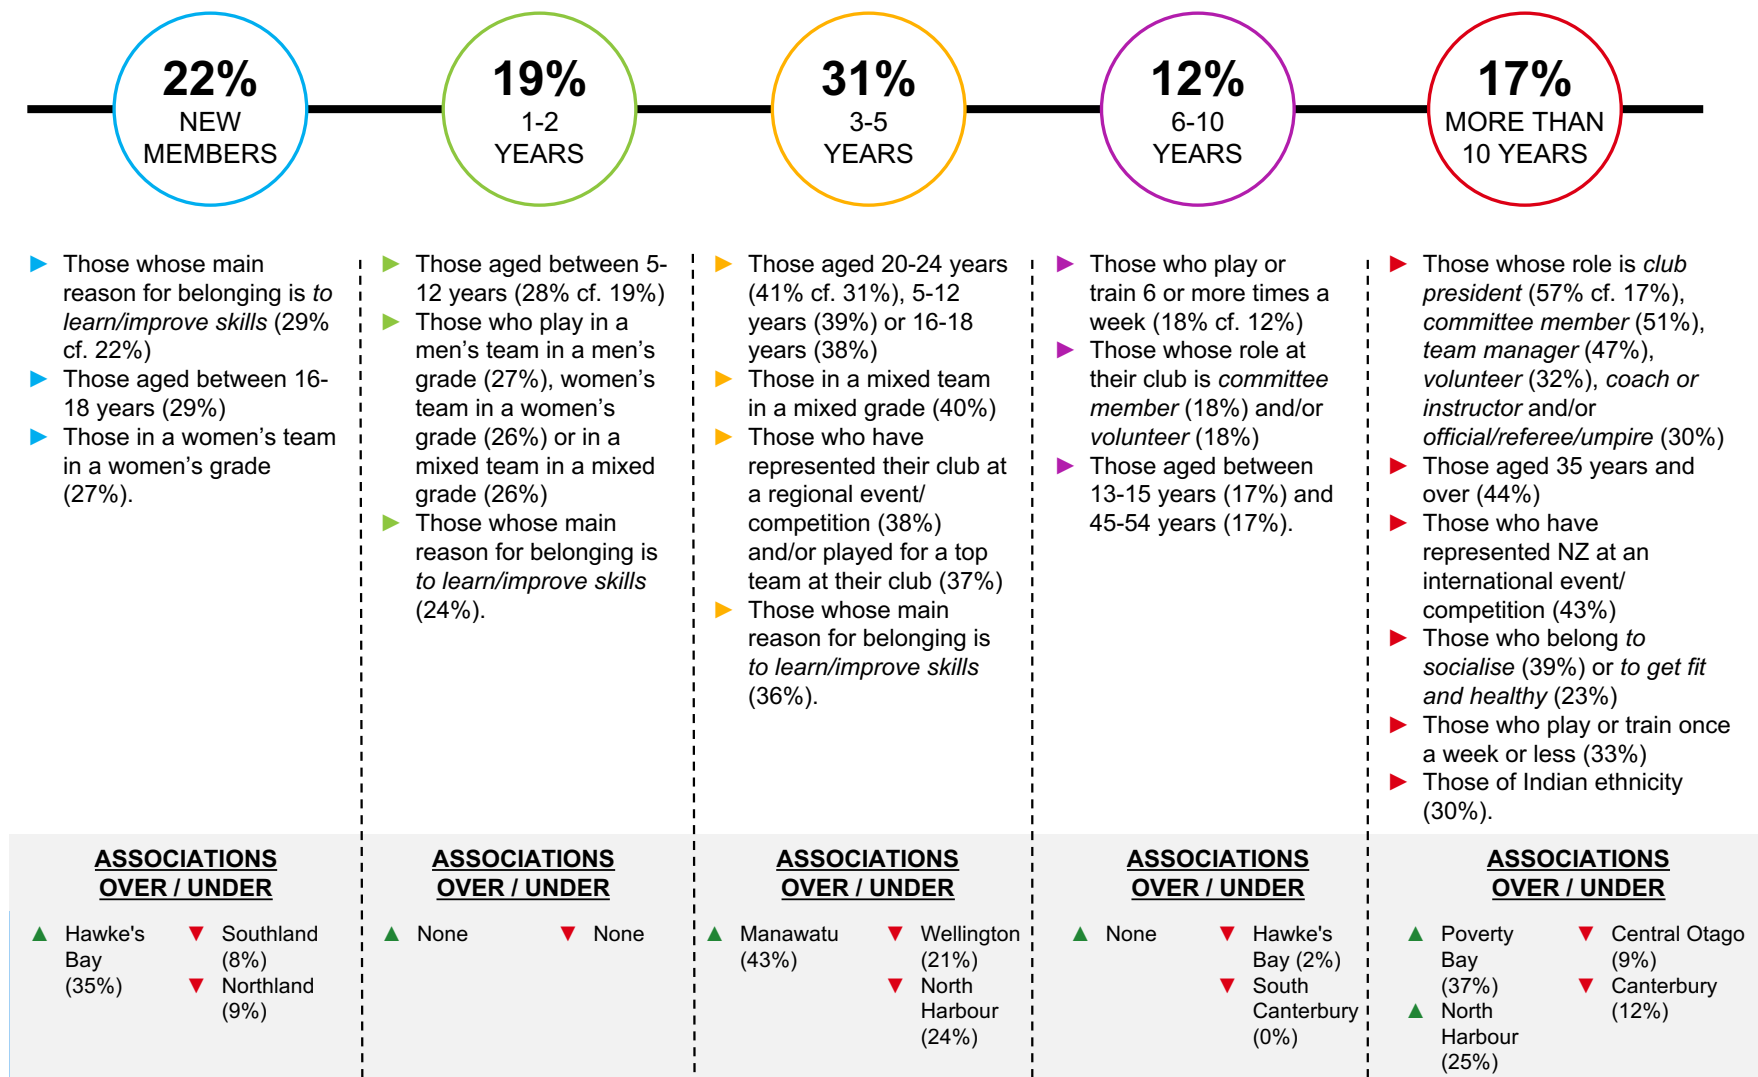 22%
NEW
MEMBERS
19%
1-2
YEARS
31%
3-5
YEARS
12%
6-10
YEARS
17%
MORE THAN
10 YEARS
Those whose main
reason for belonging is to
learn/improve skills (29%
cf. 22%)
Those aged between 16-
18 years (29%)
Those in a women's team
in a women's grade
(27%).
Those aged between 5-
12 years (28% cf. 19%)
Those who play in a
men's team in a men's
grade (27%), women's
team in a women's
grade (26%) or in a
mixed team in a mixed
grade (26%)
Those whose main
reason for belonging is
to learn/improve skills
(24%).
Those aged 20-24 years
(41% cf. 31%), 5-12
years (39%) or 16-18
years (38%)
Those in a mixed team
in a mixed grade (40%)
Those who have
represented their club at
a regional event/
competition (38%)
and/or played for a top
team at their club (37%)
Those whose main
reason for belonging is
to learn/improve skills
(36%).
Those who play or
train 6 or more times a
week (18% cf. 12%)
Those whose role at
their club is committee
member (18%) and/or
volunteer (18%)
Those aged between
13-15 years (17%) and
45-54 years (17%).
Those whose role is club
president (57% cf. 17%),
committee member (51%),
team manager (47%),
volunteer (32%), coach or
instructor and/or
official/referee/umpire (30%)
Those aged 35 years and
over (44%)
Those who have
represented NZ at an
international event/
competition (43%)
Those who belong to
socialise (39%) or to get fit
and healthy (23%)
Those who play or train once
a week or less (33%)
Those of Indian ethnicity
(30%).
ASSOCIATIONS
OVER / UNDER
Hawke's
Bay
(35%)
Southland
(8%)
Northland
(9%)
ASSOCIATIONS
OVER / UNDER
None
None
ASSOCIATIONS
OVER / UNDER
Manawatu
(43%)
Wellington
(21%)
North
Harbour
(24%)
ASSOCIATIONS
OVER / UNDER
None
Hawke's
Bay (2%)
South
Canterbury
(0%)
ASSOCIATIONS
OVER / UNDER
Poverty
Bay
(37%)
North
Harbour
(25%)
Central Otago
(9%)
Canterbury
(12%)